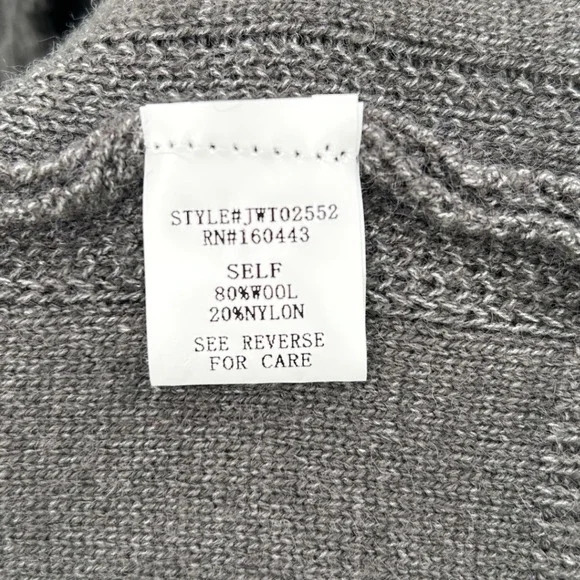 STYLE#JWT02552
RN#160443
SELF
80%WOOL
20%NYLON
SEE REVERSE
FOR CARE